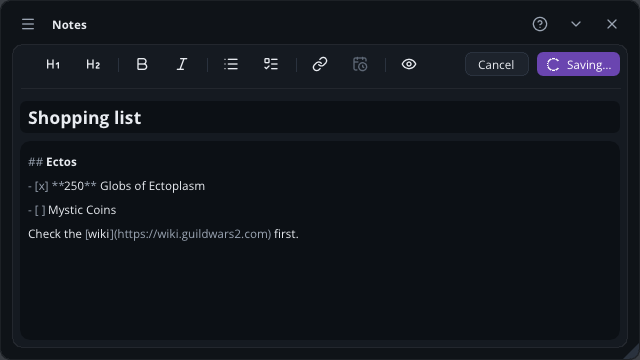 Notes
H1 H2 B I Cancel Saving...
Shopping list
## Ectos
- [x] **250** Globs of Ectoplasm
- [ ] Mystic Coins
Check the [wiki](https://wiki.guildwars2.com) first.